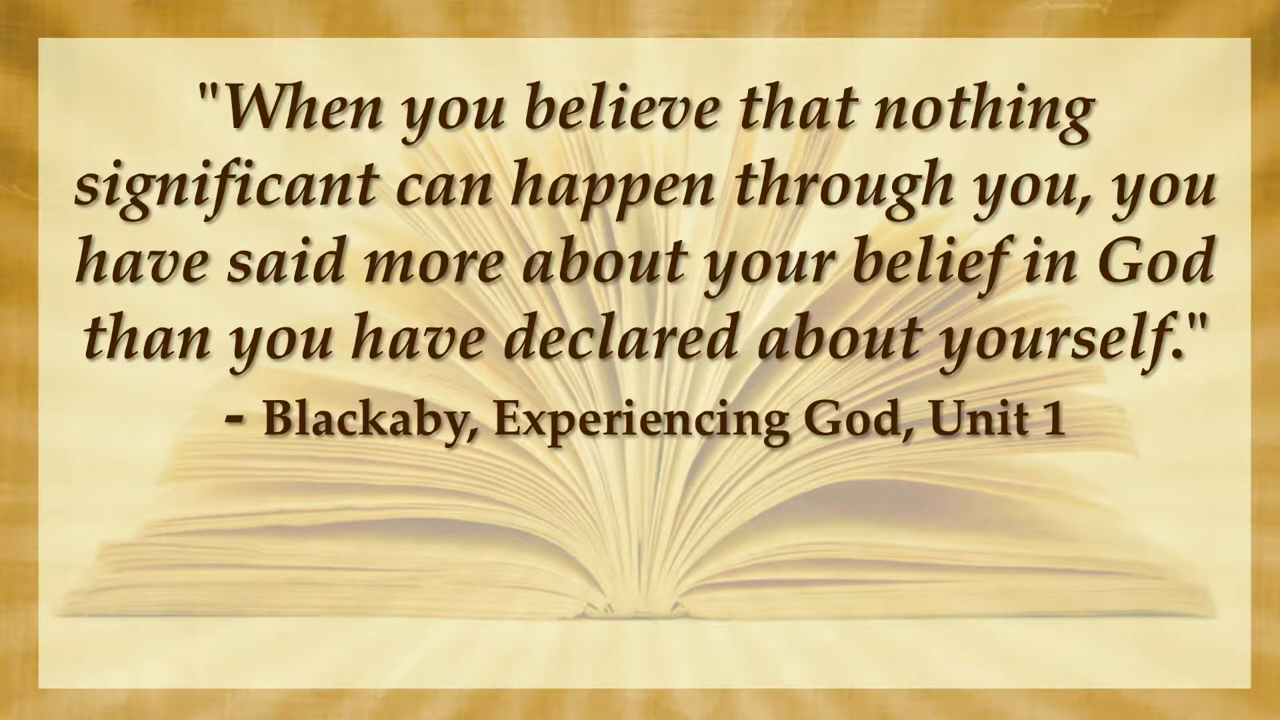 "When you believe that nothing
significant can happen through you, you
have said more about your belief in God
than you have declared about yourself."
- Blackaby, Experiencing God, Unit 1